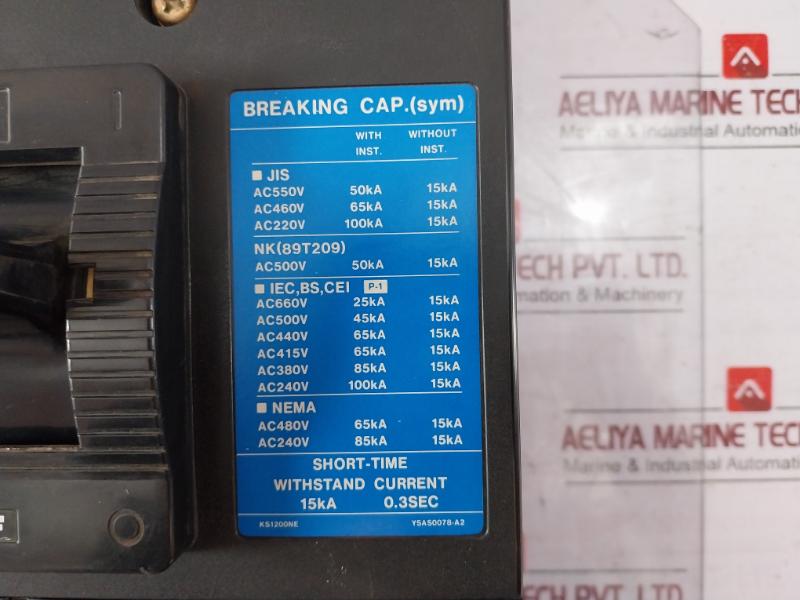 BREAKING CAP.(sym)
WITH INST. WITHOUT INST.
■ JIS
AC550V 50kA 15kA
AC460V 65kA 15kA
AC220V 100kA 15kA
NK(89T209)
AC500V 50kA 15kA
■ IEC,BS,CEI P-1
AC660V 25kA 15kA
AC500V 45kA 15kA
AC440V 65kA 15kA
AC415V 65kA 15kA
AC380V 85kA 15kA
AC240V 100kA 15kA
■ NEMA
AC480V 65kA 15kA
AC240V 85kA 15kA
SHORT-TIME
WITHSTAND CURRENT
15kA 0.3SEC
KS1200NE Y5AS0078-A2
AELIYA MARINE TECH
Marine & Industrial Automation
TECH PVT. LTD.
mation & Machinery
AELIYA MARINE TECH
Marine & Industrial Automation